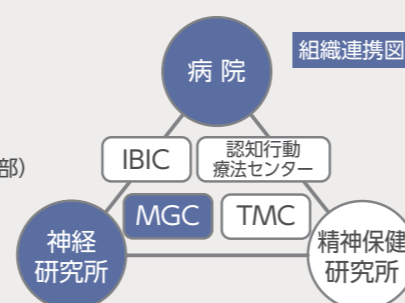 組織連携図
病 院
部）
IBIC
認知行動
療法センター
MGC
TMC
神経
研究所
精神保健
研究所